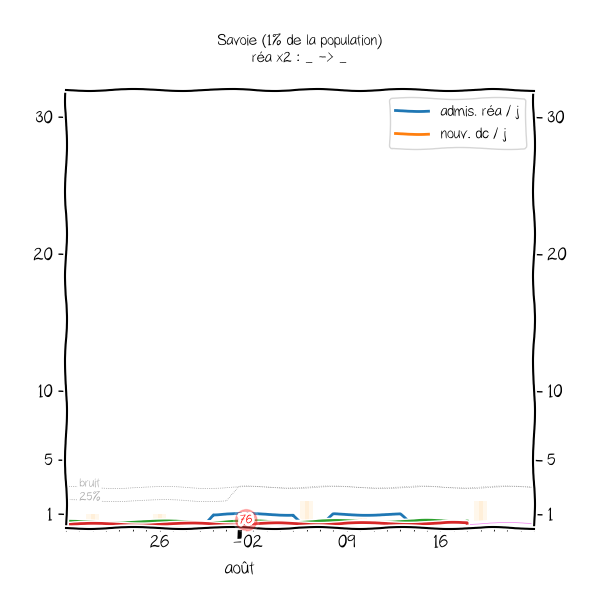 Savoie (1% de la population)
réa x2 : _ -> _
admis. réa / j
nouv. dc / j
30
30
20
20
10
10
5
5
bruit
25%
1
1
76
26
02
09
16
août